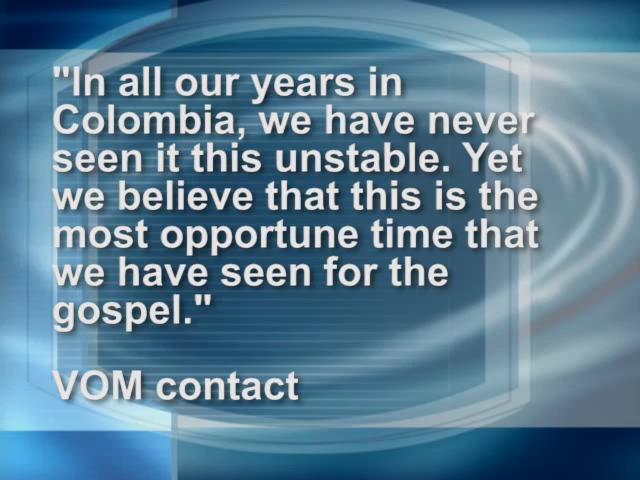 "In all our years in
Colombia, we have never
seen it this unstable. Yet
we believe that this is the
most opportune time that
we have seen for the
gospel."
VOM contact